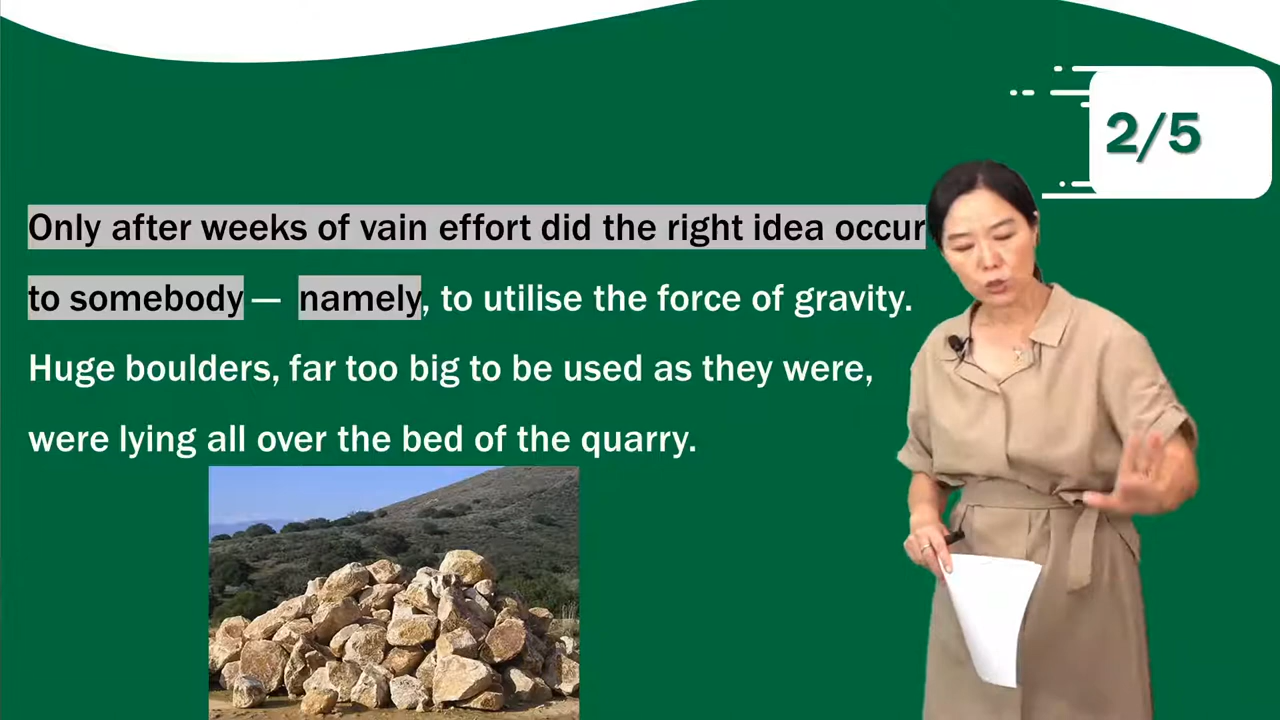 2/5
Only after weeks of vain effort did the right idea occur
to somebody — namely, to utilise the force of gravity.
Huge boulders, far too big to be used as they were,
were lying all over the bed of the quarry.